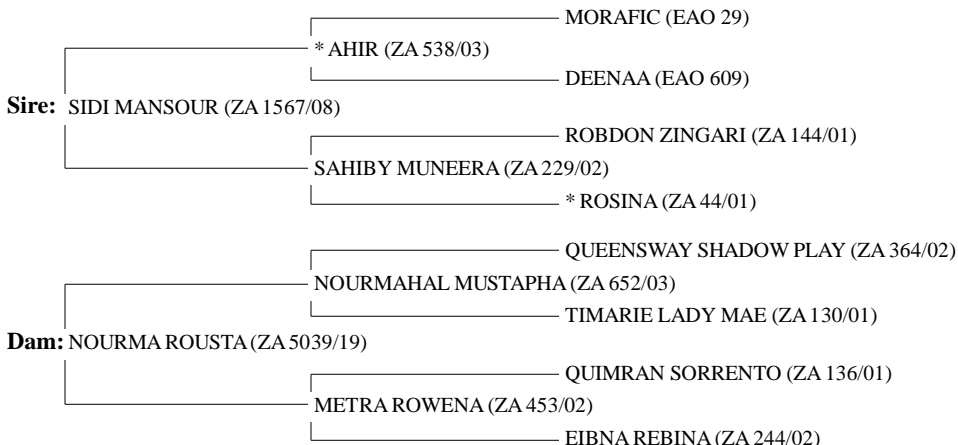 MORAFIC (EAO 29)
* AHIR (ZA 538/03)
DEENAA (EAO 609)
Sire: SIDI MANSOUR (ZA 1567/08)
ROBDON ZINGARI (ZA 144/01)
SAHIBY MUNEERA (ZA 229/02)
* ROSINA (ZA 44/01)
QUEENSWAY SHADOW PLAY (ZA 364/02)
NOURMAHAL MUSTAPHA (ZA 652/03)
TIMARIE LADY MAE (ZA 130/01)
Dam: NOURMA ROUSTA (ZA 5039/19)
QUIMRAN SORRENTO (ZA 136/01)
METRA ROWENA (ZA 453/02)
EIBNA REBINA (ZA 244/02)